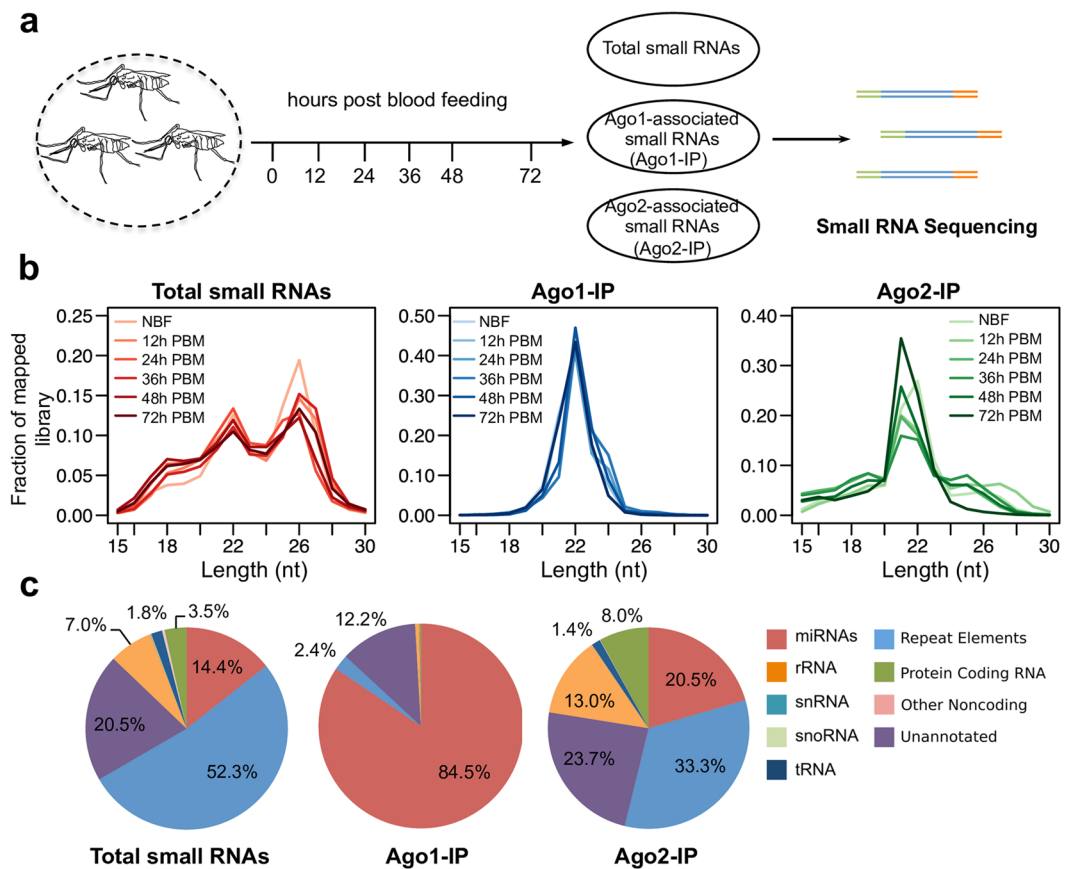 a
hours post blood feeding
0 12 24 36 48 72
Total small RNAs
Ago1-associated
small RNAs
(Ago1-IP)
Ago2-associated
small RNAs
(Ago2-IP)
Small RNA Sequencing
b
Total small RNAs
Fraction of mapped
library
0.25
0.20
0.15
0.10
0.05
0.00
NBF
12h PBM
24h PBM
36h PBM
48h PBM
72h PBM
15 18 22 26 30
Length (nt)
Ago1-IP
0.50
0.40
0.30
0.20
0.10
0.00
NBF
12h PBM
24h PBM
36h PBM
48h PBM
72h PBM
15 18 22 26 30
Length (nt)
Ago2-IP
0.40
0.30
0.20
0.10
0.00
NBF
12h PBM
24h PBM
36h PBM
48h PBM
72h PBM
15 18 22 26 30
Length (nt)
c
7.0%
1.8%
3.5%
14.4%
20.5%
52.3%
Total small RNAs
12.2%
2.4%
84.5%
Ago1-IP
8.0%
1.4%
13.0%
20.5%
23.7%
33.3%
Ago2-IP
miRNAs
rRNA
snRNA
snoRNA
tRNA
Repeat Elements
Protein Coding RNA
Other Noncoding
Unannotated